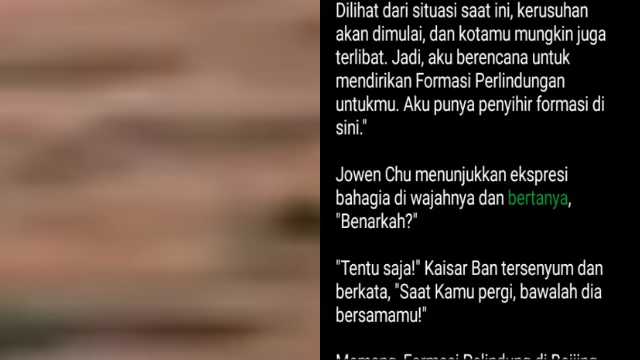 Dilihat dari situasi saat ini, kerusuhan
akan dimulai, dan kotamu mungkin juga
terlibat. Jadi, aku berencana untuk
mendirikan Formasi Perlindungan
untukmu. Aku punya penyihir formasi di
sini."
Jowen Chu menunjukkan ekspresi
bahagia di wajahnya dan bertanya,
"Benarkah?"
"Tentu saja!" Kaisar Ban tersenyum dan
berkata, "Saat Kamu pergi, bawalah dia
bersamamu!"